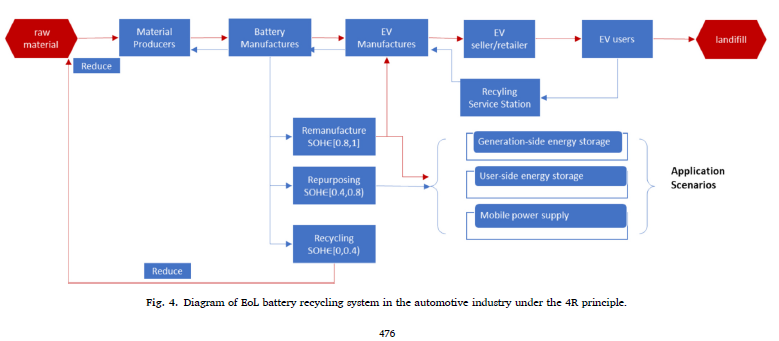 raw
material
Material
Producers
Battery
Manufactures
EV
Manufactures
EV
seller/retailer
EV users
landfill
Reduce
Recyling
Service Station
Remanufacture
SOH∈[0.8,1]
Repurposing
SOH∈[0.4,0.8)
Recycling
SOH∈[0,0.4)
Generation-side energy storage
User-side energy storage
Mobile power supply
Application
Scenarios
Reduce
Fig. 4. Diagram of EoL battery recycling system in the automotive industry under the 4R principle.
476